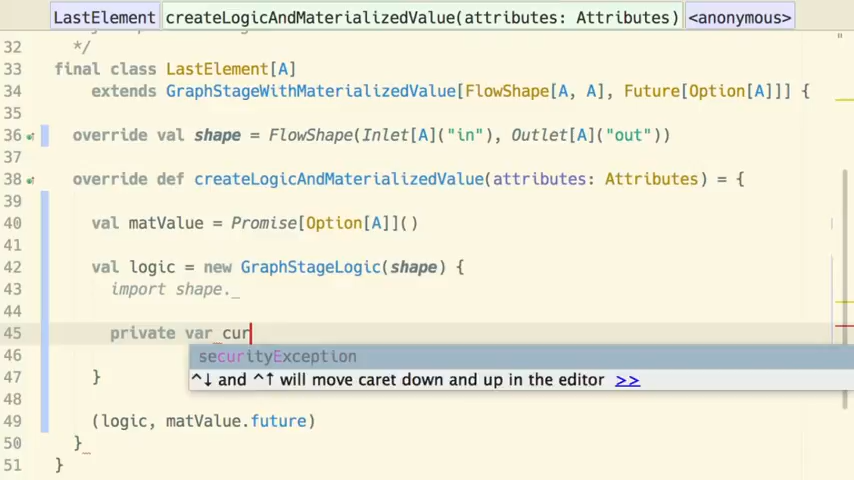 LastElement createLogicAndMaterializedValue(attributes: Attributes) <anonymous>
32 */
33 final class LastElement[A]
34 extends GraphStageWithMaterializedValue[FlowShape[A, A], Future[Option[A]]] {
35
36 override val shape = FlowShape(Inlet[A]("in"), Outlet[A]("out"))
37
38 override def createLogicAndMaterializedValue(attributes: Attributes) = {
39
40 val matValue = Promise[Option[A]]()
41
42 val logic = new GraphStageLogic(shape) {
43 import shape._
44
45 private var cur
46 securityException
47 } ^↓ and ^↑ will move caret down and up in the editor >>
48
49 (logic, matValue.future)
50 }
51 }